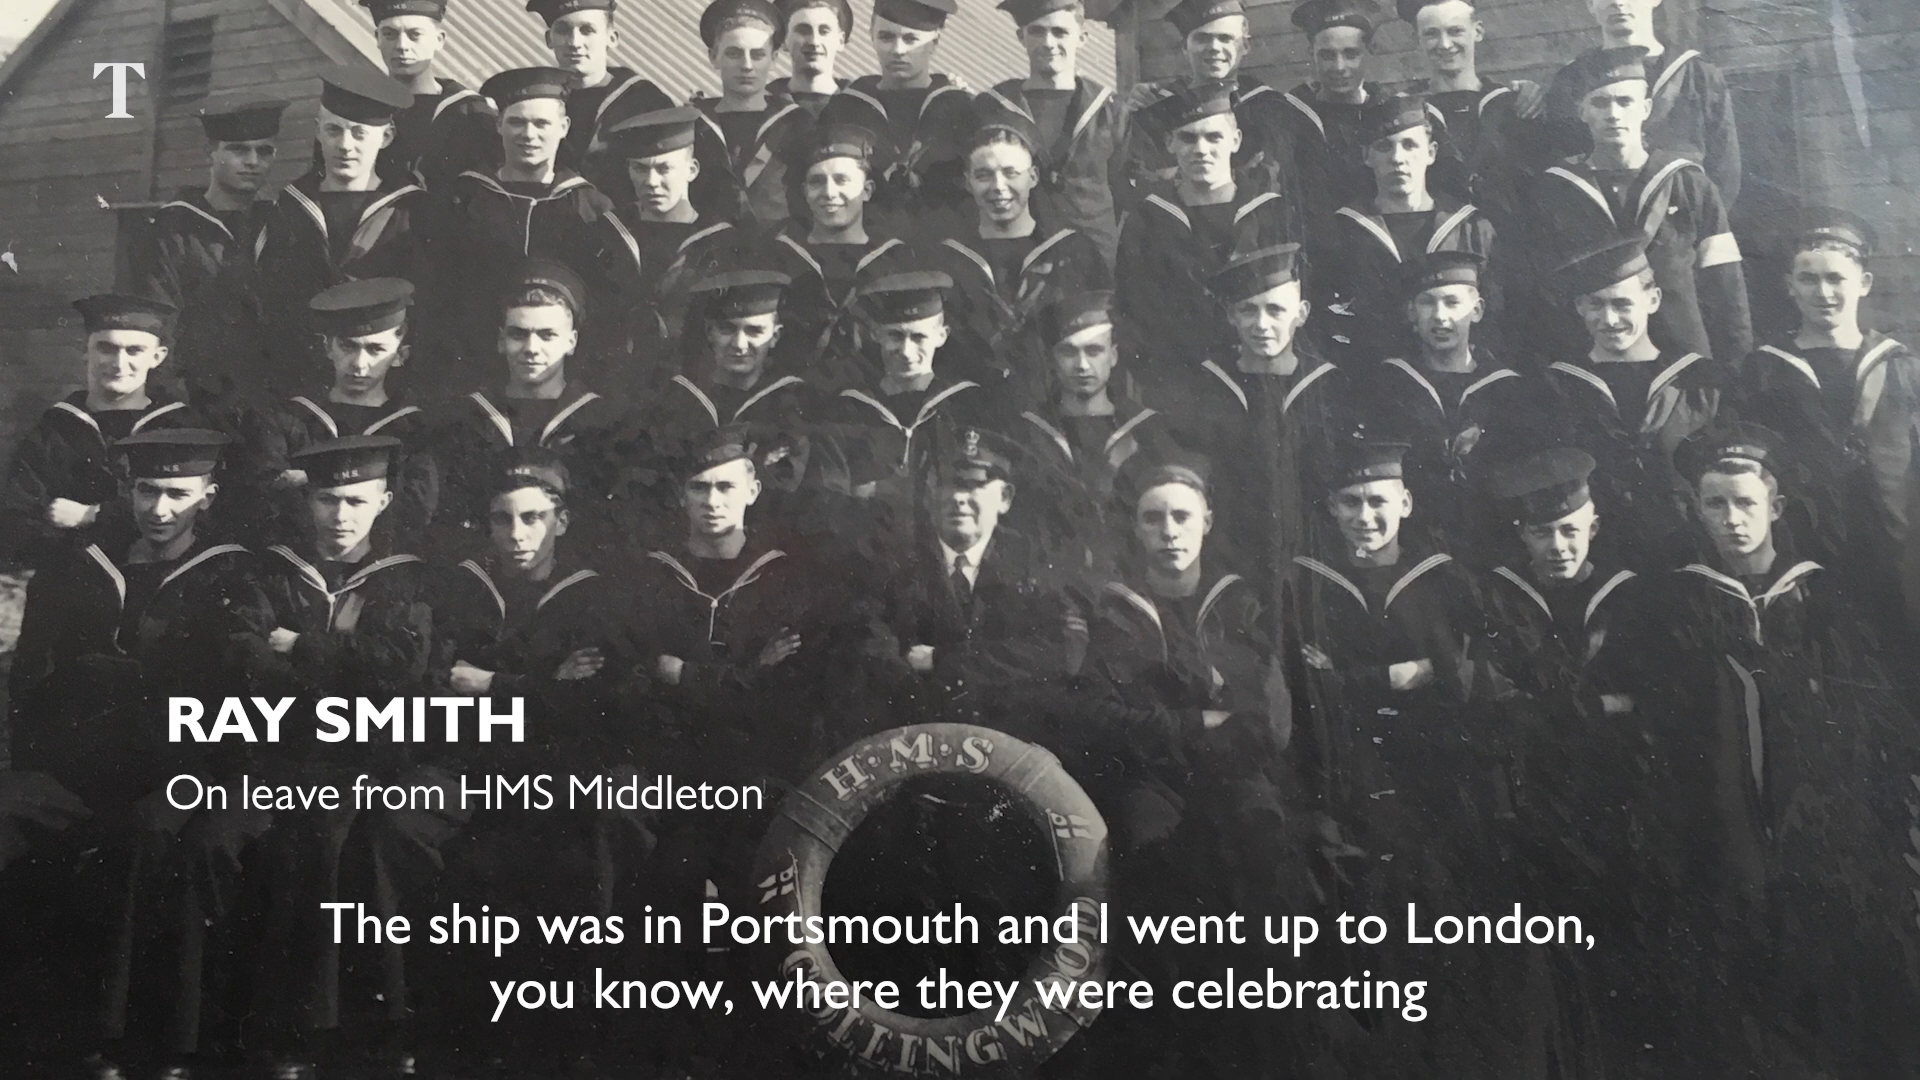 T
RAY SMITH
On leave from HMS Middleton
H·M·S
COLLINGWOOD
The ship was in Portsmouth and I went up to London,
you know, where they were celebrating